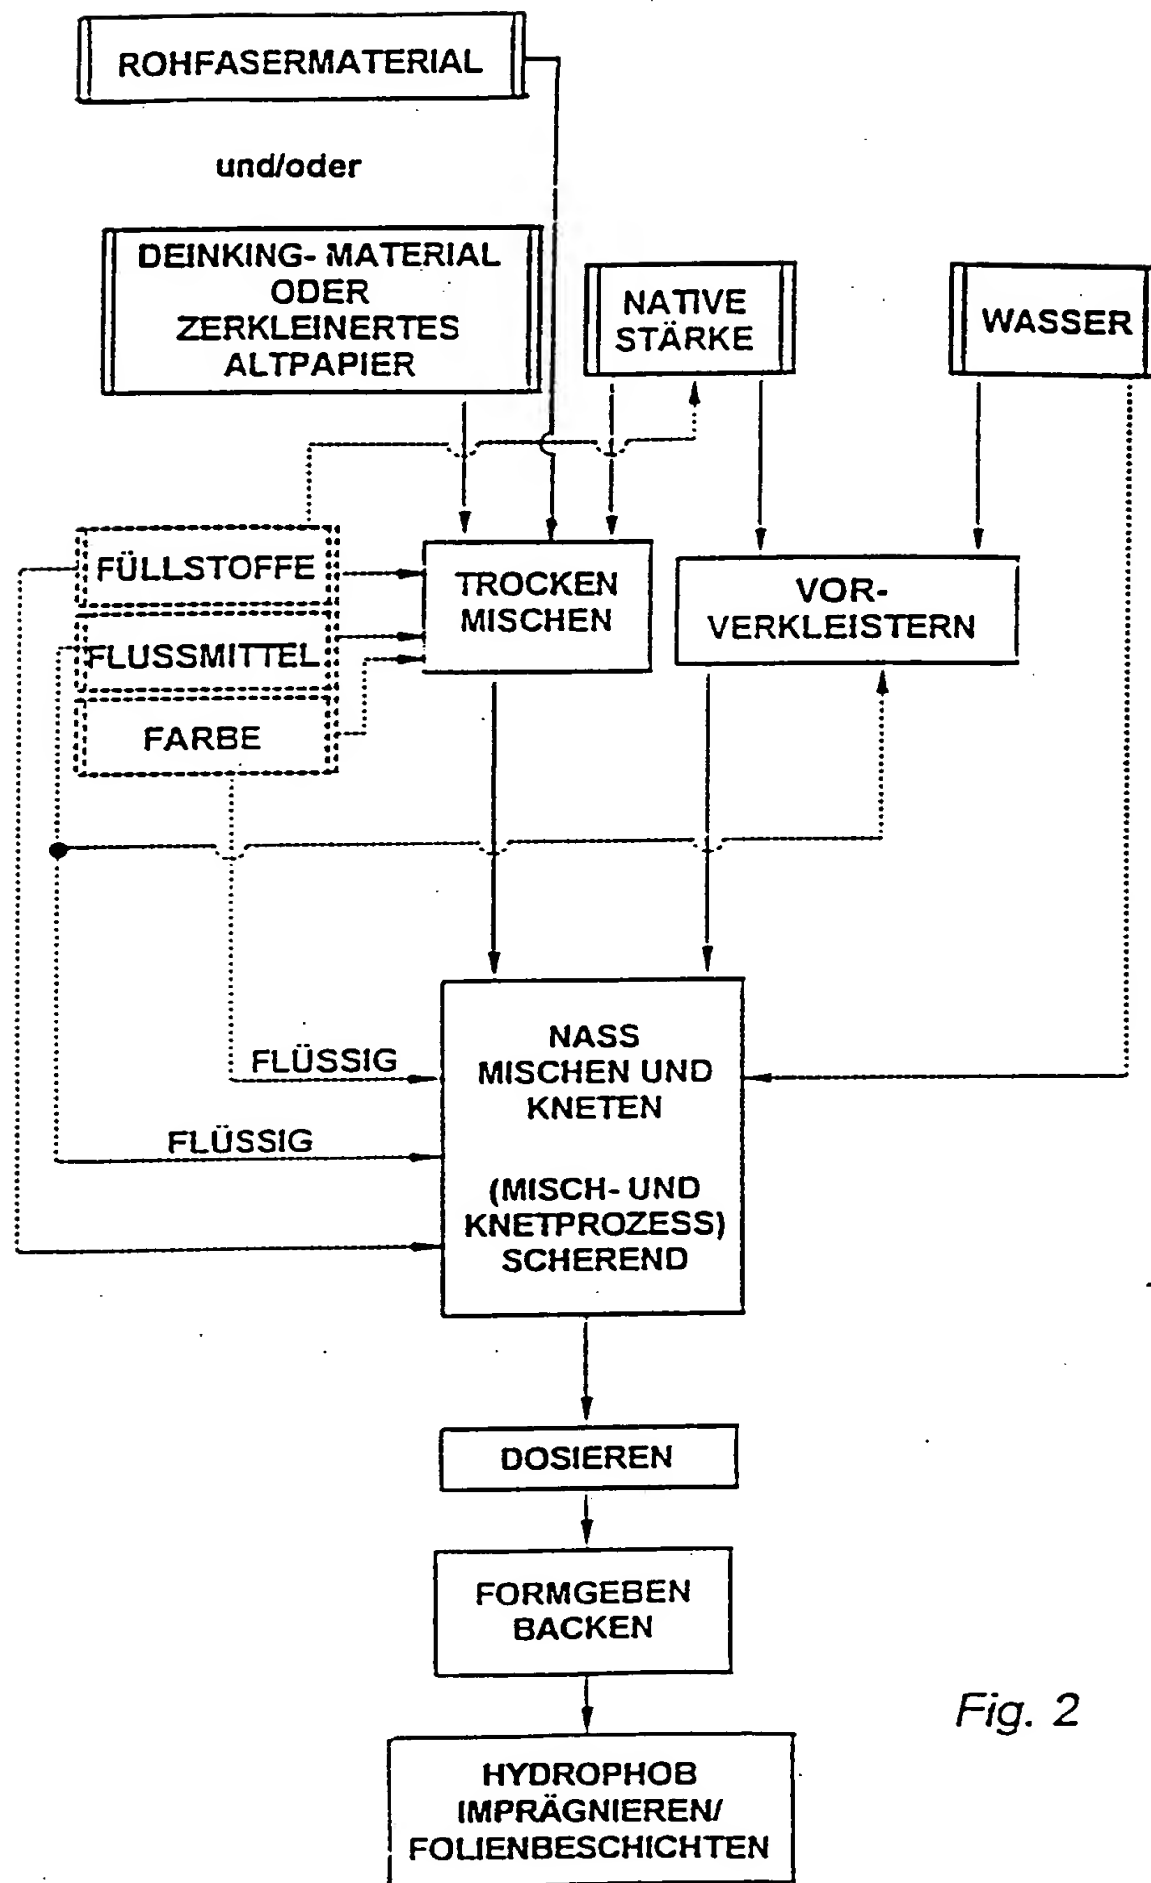 ROHFASERMATERIAL
und/oder
DEINKING- MATERIAL
ODER
ZERKLEINERTES
ALTPAPIER
NATIVE
STÄRKE
WASSER
FÜLLSTOFFE
FLUSSMITTEL
FARBE
TROCKEN
MISCHEN
VOR-
VERKLEISTERN
FLÜSSIG
FLÜSSIG
NASS
MISCHEN UND
KNETEN
(MISCH- UND
KNETPROZESS)
SCHEREND
DOSIEREN
FORMGEBEN
BACKEN
HYDROPHOB
IMPRÄGNIEREN/
FOLIENBESCHICHTEN
Fig. 2